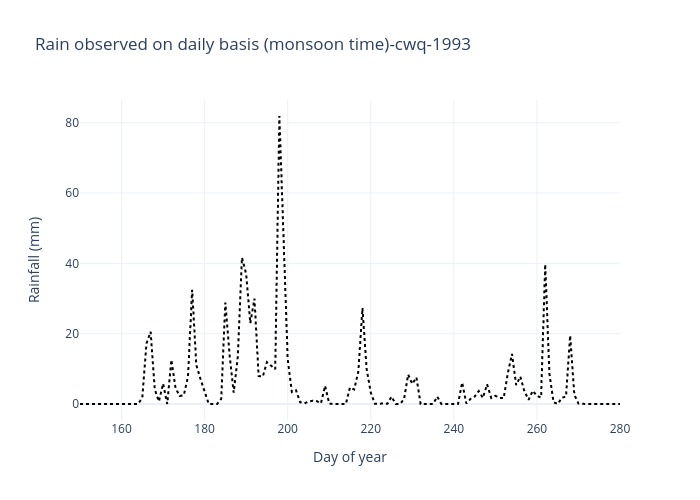 Rain observed on daily basis (monsoon time)-cwq-1993
80
60
40
20
0
Rainfall (mm)
160 180 200 220 240 260 280
Day of year